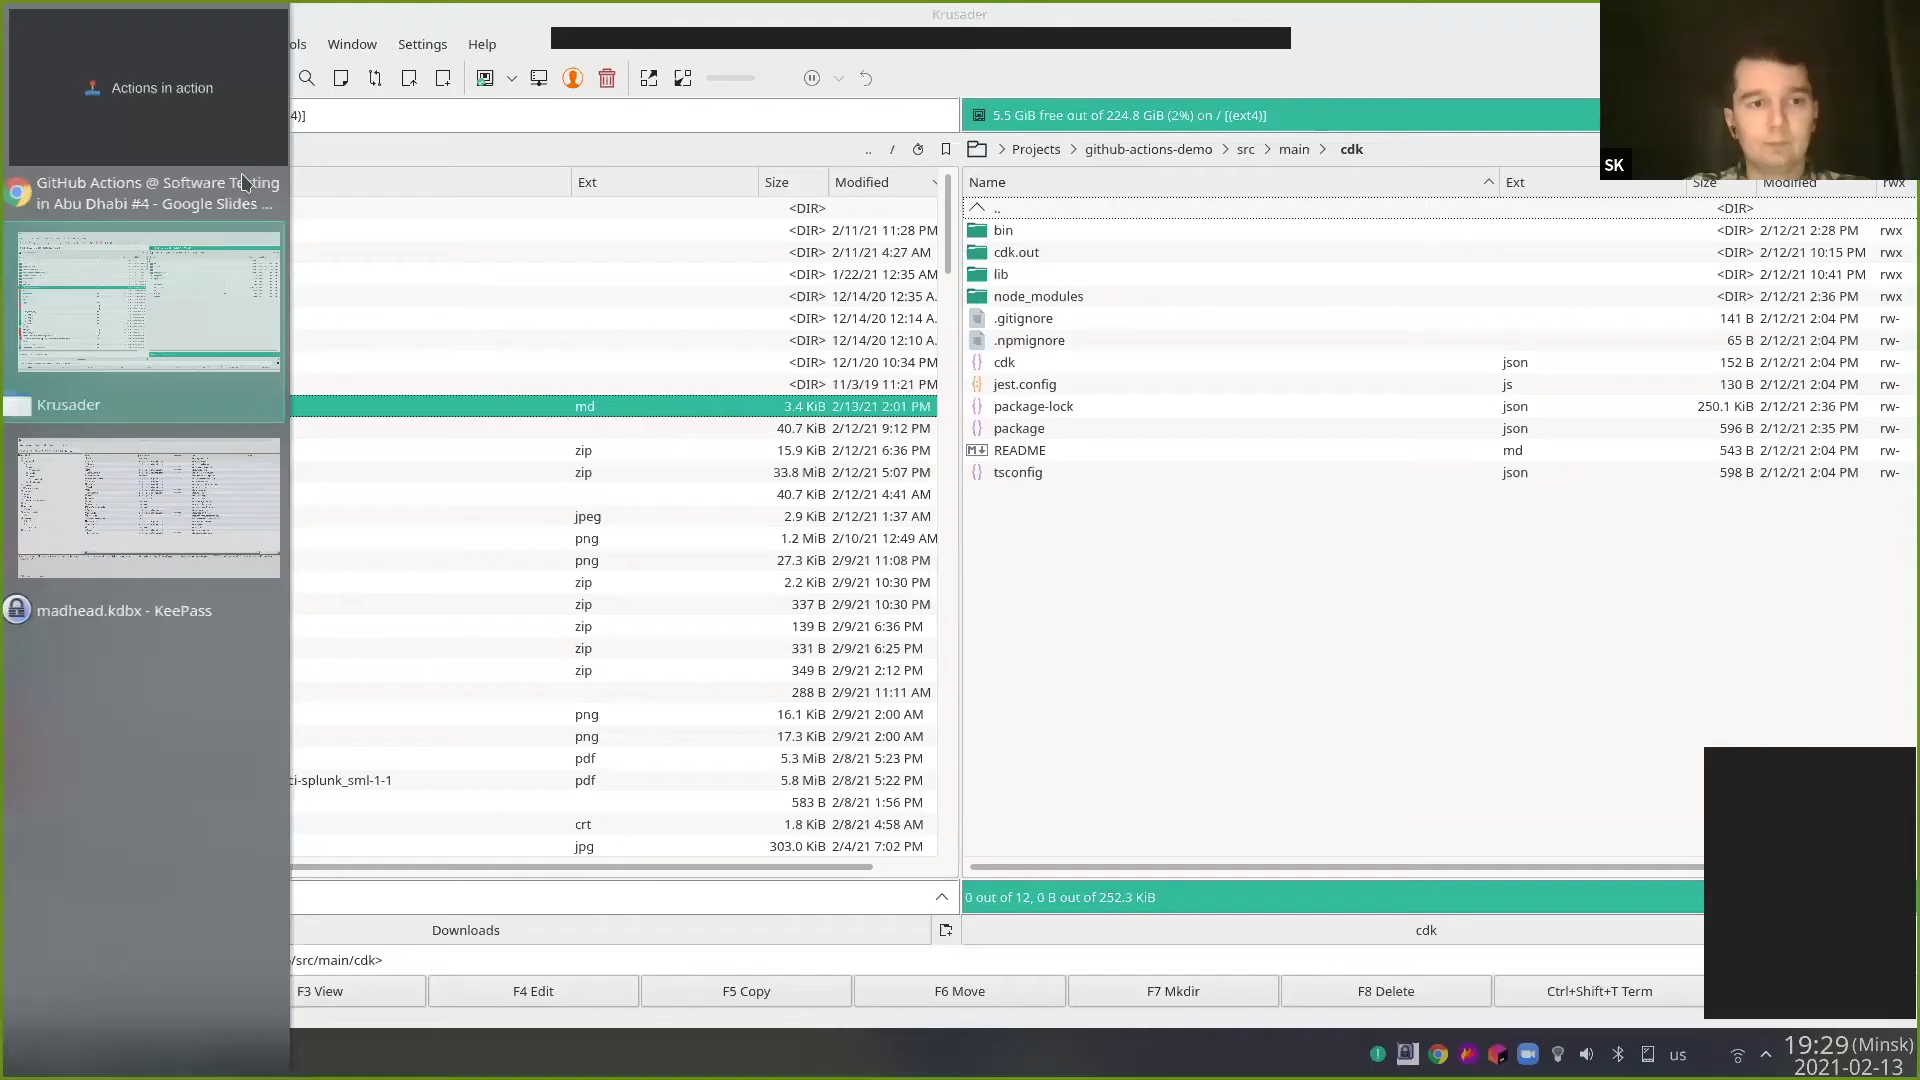 Krusader
ols Window Settings Help
Actions in action
4)]
5.5 GiB free out of 224.8 GiB (2%) on / [(ext4)]
.. /
Projects github-actions-demo src main cdk
SK
GitHub Actions @ Software Testing
in Abu Dhabi #4 - Google Slides ...
Ext Size Modified
Name Ext Size Modified rwx
<DIR>
.. <DIR>
<DIR> 2/11/21 11:28 PM
bin <DIR> 2/12/21 2:28 PM rwx
<DIR> 2/11/21 4:27 AM
cdk.out <DIR> 2/12/21 10:15 PM rwx
<DIR> 1/22/21 12:35 AM
lib <DIR> 2/12/21 10:41 PM rwx
<DIR> 12/14/20 12:35 A.
node_modules <DIR> 2/12/21 2:36 PM rwx
<DIR> 12/14/20 12:14 A.
.gitignore 141 B 2/12/21 2:04 PM rw-
<DIR> 12/14/20 12:10 A.
.npmignore 65 B 2/12/21 2:04 PM rw-
<DIR> 12/1/20 10:34 PM
cdk json 152 B 2/12/21 2:04 PM rw-
<DIR> 11/3/19 11:21 PM
jest.config js 130 B 2/12/21 2:04 PM rw-
Krusader
md 3.4 KiB 2/13/21 2:01 PM
package-lock json 250.1 KiB 2/12/21 2:36 PM rw-
40.7 KiB 2/12/21 9:12 PM
package json 596 B 2/12/21 2:35 PM rw-
zip 15.9 KiB 2/12/21 6:36 PM
README md 543 B 2/12/21 2:04 PM rw-
zip 33.8 MiB 2/12/21 5:07 PM
tsconfig json 598 B 2/12/21 2:04 PM rw-
40.7 KiB 2/12/21 4:41 AM
jpeg 2.9 KiB 2/12/21 1:37 AM
png 1.2 MiB 2/10/21 12:49 AM
png 27.3 KiB 2/9/21 11:08 PM
zip 2.2 KiB 2/9/21 10:30 PM
zip 337 B 2/9/21 10:30 PM
madhead.kdbx - KeePass
zip 139 B 2/9/21 6:36 PM
zip 331 B 2/9/21 6:25 PM
zip 349 B 2/9/21 2:12 PM
288 B 2/9/21 11:11 AM
png 16.1 KiB 2/9/21 2:00 AM
png 17.3 KiB 2/9/21 2:00 AM
pdf 5.3 MiB 2/8/21 5:23 PM
ci-splunk_sml-1-1 pdf 5.8 MiB 2/8/21 5:22 PM
583 B 2/8/21 1:56 PM
crt 1.8 KiB 2/8/21 4:58 AM
jpg 303.0 KiB 2/4/21 7:02 PM
0 out of 12, 0 B out of 252.3 KiB
Downloads
cdk
/src/main/cdk>
F3 View F4 Edit F5 Copy F6 Move F7 Mkdir F8 Delete Ctrl+Shift+T Term
us
19:29 (Minsk)
2021-02-13